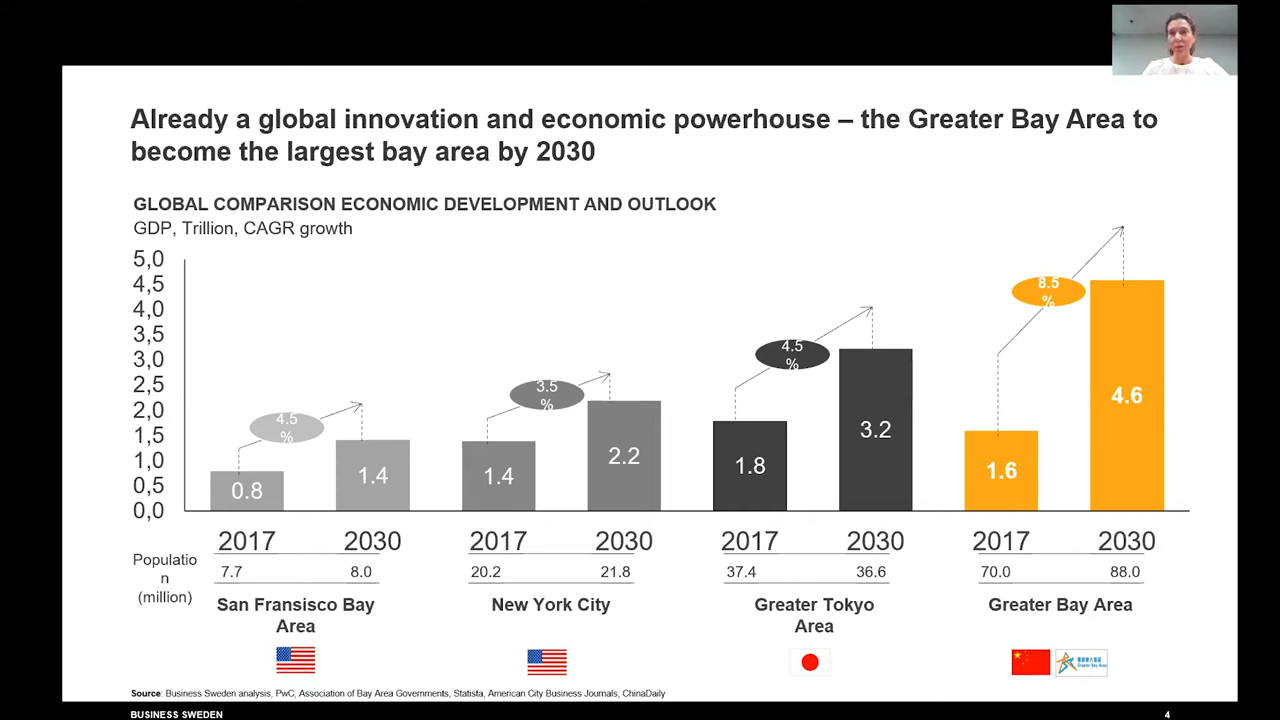 Already a global innovation and economic powerhouse – the Greater Bay Area to
become the largest bay area by 2030
GLOBAL COMPARISON ECONOMIC DEVELOPMENT AND OUTLOOK
GDP, Trillion, CAGR growth
5,0
4,5
4,0
3,5
3,0
2,5
2,0
1,5
1,0
0,5
0,0
4.5
%
3.5
%
4.5
%
8.5
%
0.8
1.4
1.4
2.2
1.8
3.2
1.6
4.6
2017 2030 2017 2030 2017 2030 2017 2030
Populatio
n
(million)
7.7 8.0 20.2 21.8 37.4 36.6 70.0 88.0
San Fransisco Bay
Area
New York City
Greater Tokyo
Area
Greater Bay Area
Greater Bay Area
Source: Business Sweden analysis, PwC, Association of Bay Area Governments, Statista, American City Business Journals, ChinaDaily
BUSINESS SWEDEN
4